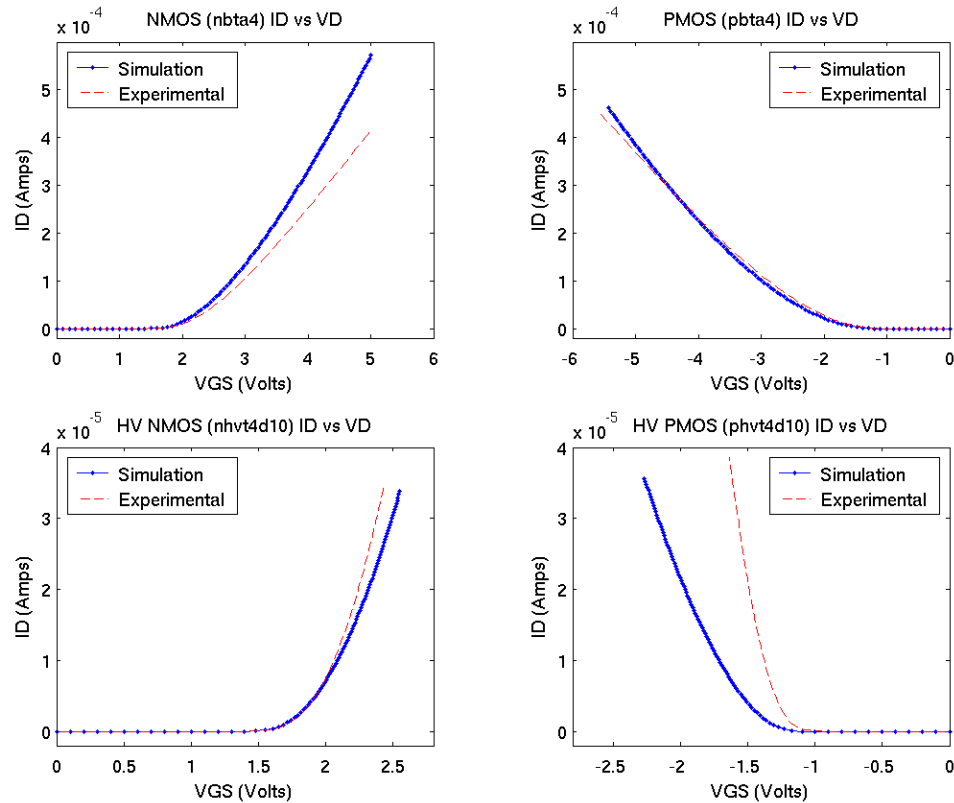 NMOS (nbta4) ID vs VD
x 10^-4
Simulation
Experimental
5
4
3
2
1
0
ID (Amps)
0 1 2 3 4 5 6
VGS (Volts)
PMOS (pbta4) ID vs VD
x 10^-4
Simulation
Experimental
5
4
3
2
1
0
ID (Amps)
-6 -5 -4 -3 -2 -1 0
VGS (Volts)
HV NMOS (nhvt4d10) ID vs VD
x 10^-5
Simulation
Experimental
4
3
2
1
0
ID (Amps)
0 0.5 1 1.5 2 2.5
VGS (Volts)
HV PMOS (phvt4d10) ID vs VD
x 10^-5
Simulation
Experimental
4
3
2
1
0
ID (Amps)
-2.5 -2 -1.5 -1 -0.5 0
VGS (Volts)